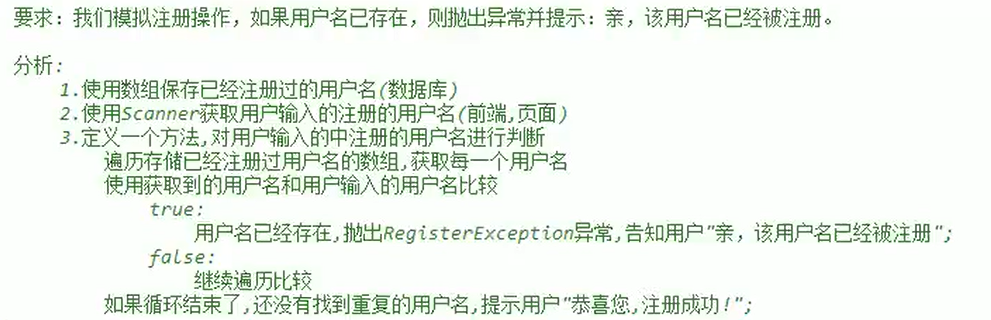 要求：我们模拟注册操作，如果用户名已存在，则抛出异常并提示：亲，该用户名已经被注册。
分析：
1.使用数组保存已经注册过的用户名(数据库)
2.使用Scanner获取用户输入的注册的用户名(前端,页面)
3.定义一个方法,对用户输入的中注册的用户名进行判断
遍历存储已经注册过用户名的数组,获取每一个用户名
使用获取到的用户名和用户输入的用户名比较
true:
用户名已经存在,抛出RegisterException异常,告知用户"亲，该用户名已经被注册";
false:
继续遍历比较
如果循环结束了,还没有找到重复的用户名,提示用户"恭喜您,注册成功!";